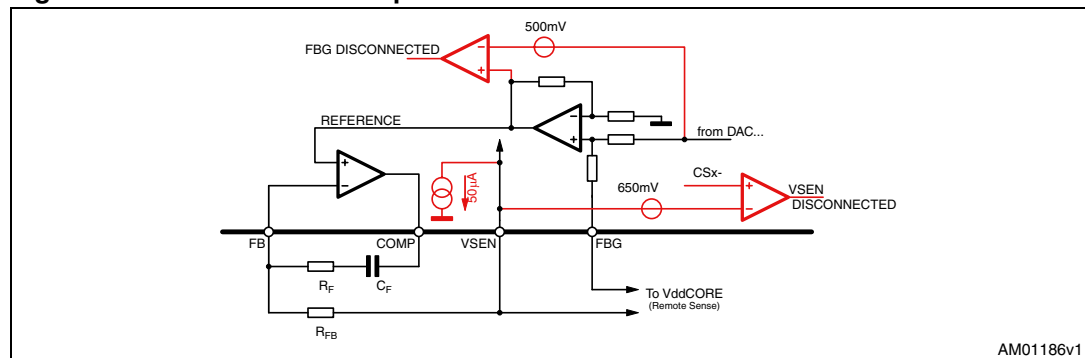 500mV
FBG DISCONNECTED
REFERENCE
from DAC...
CSx-
50μA
650mV
VSEN
DISCONNECTED
FB
COMP
VSEN
FBG
RF
CF
To VddCORE
(Remote Sense)
RFB
AM01186v1